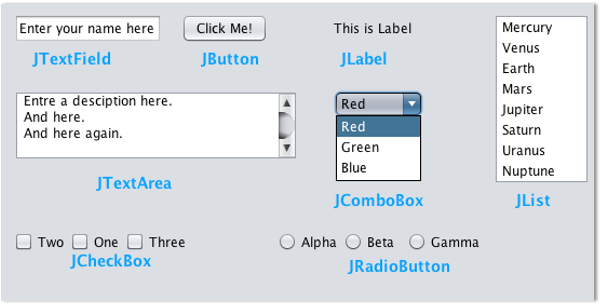 Enter your name here
Click Me!
This is Label
JTextField
JButton
JLabel
Mercury
Venus
Earth
Mars
Jupiter
Saturn
Uranus
Nuptune
JList
Entre a desciption here.
And here.
And here again.
JTextArea
Red
Red
Green
Blue
JComboBox
Two One Three
JCheckBox
Alpha Beta Gamma
JRadioButton